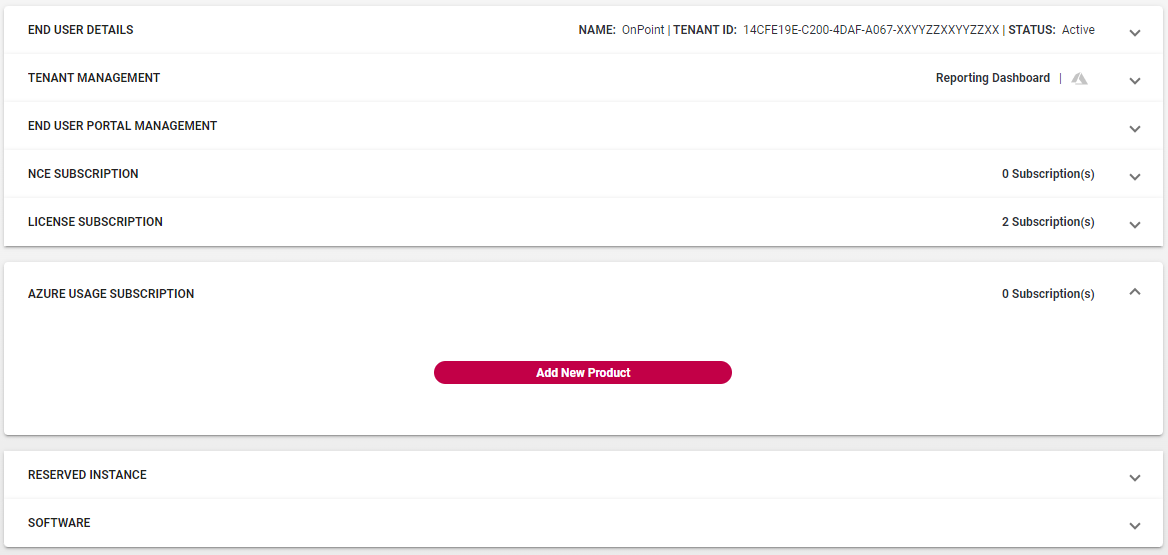 END USER DETAILS NAME: OnPoint | TENANT ID: 14CFE19E-C200-4DAF-A067-XXYYZZXXYYZZXX | STATUS: Active
TENANT MANAGEMENT Reporting Dashboard |
END USER PORTAL MANAGEMENT
NCE SUBSCRIPTION 0 Subscription(s)
LICENSE SUBSCRIPTION 2 Subscription(s)
AZURE USAGE SUBSCRIPTION 0 Subscription(s)
Add New Product
RESERVED INSTANCE
SOFTWARE